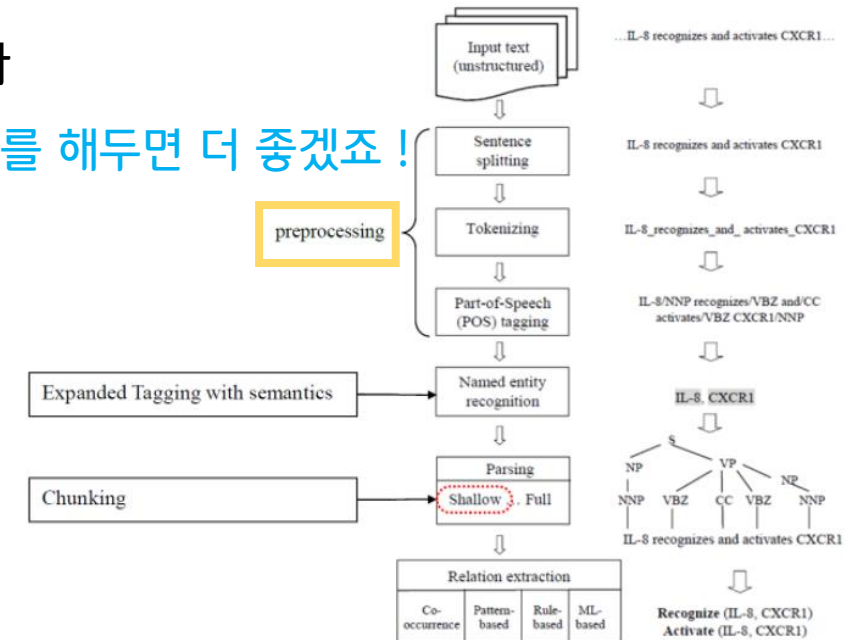 를 해두면 더 좋겠죠 !
preprocessing
Expanded Tagging with semantics
Chunking
Input text
(unstructured)
Sentence
splitting
Tokenizing
Part-of-Speech
(POS) tagging
Named entity
recognition
Parsing
Shallow . . Full
Relation extraction
Co-
occurrence
Pattern-
based
Rule-
based
ML-
based
…IL-8 recognizes and activates CXCR1…
IL-8 recognizes and activates CXCR1
IL-8_recognizes_and_ activates_CXCR1
IL-8/NNP recognizes/VBZ and/CC
activates/VBZ CXCR1/NNP
IL-8, CXCR1
S
NP VP NP
NNP VBZ CC VBZ NNP
IL-8 recognizes and activates CXCR1
Recognize (IL-8, CXCR1)
Activate (IL-8, CXCR1)